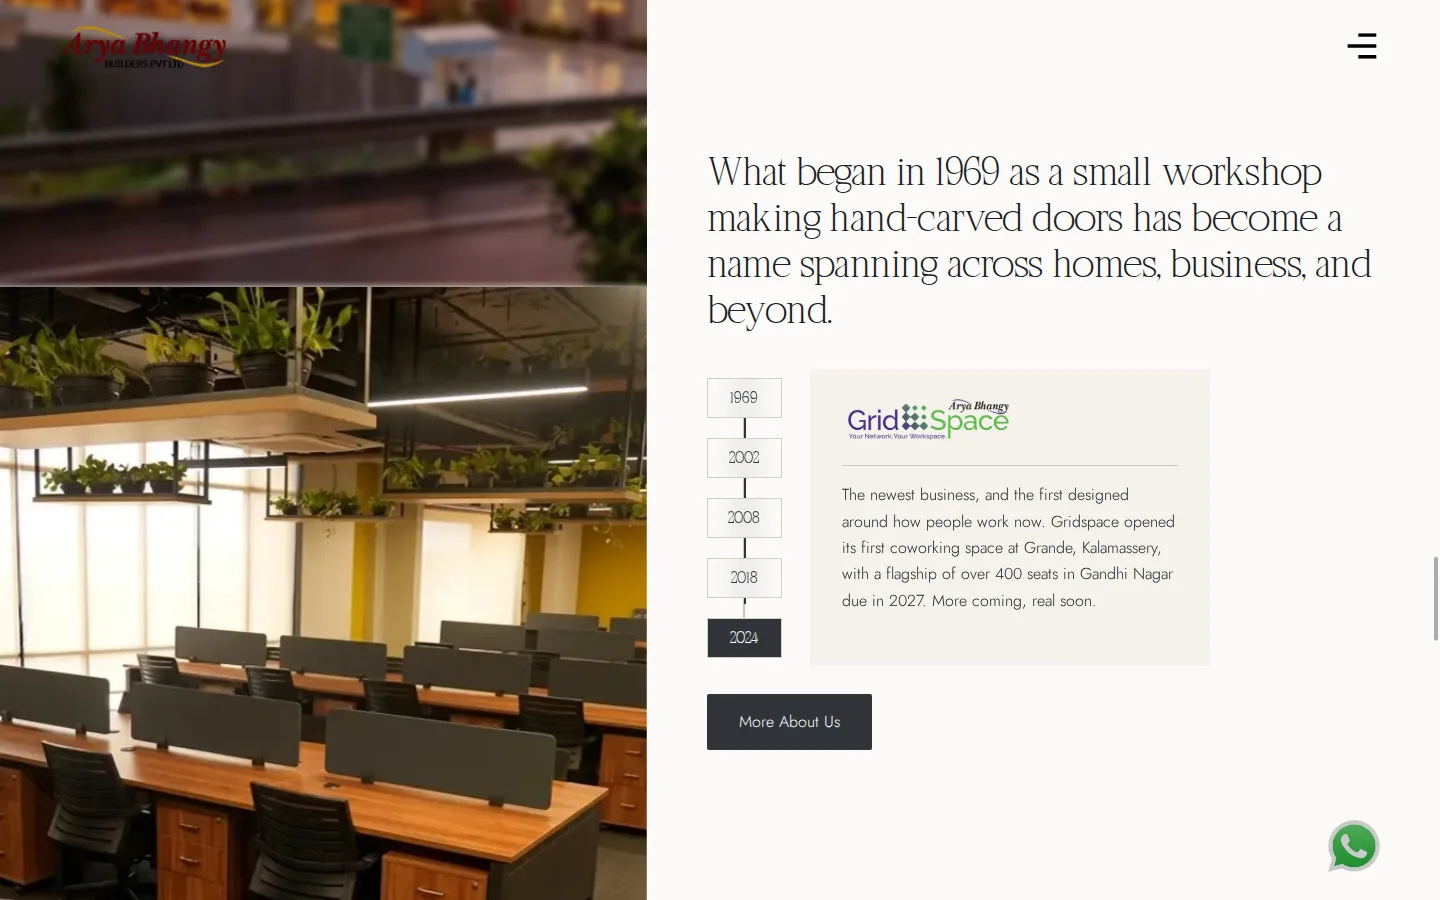 Arya Bhangy
BUILDERS PVT LTD
What began in 1969 as a small workshop
making hand-carved doors has become a
name spanning across homes, business, and
beyond.
1969
2002
2008
2018
2024
Arya Bhangy
Grid Space
Your Network. Your Workspace.
The newest business, and the first designed
around how people work now. Gridspace opened
its first coworking space at Grande, Kalamassery,
with a flagship of over 400 seats in Gandhi Nagar
due in 2027. More coming, real soon.
More About Us